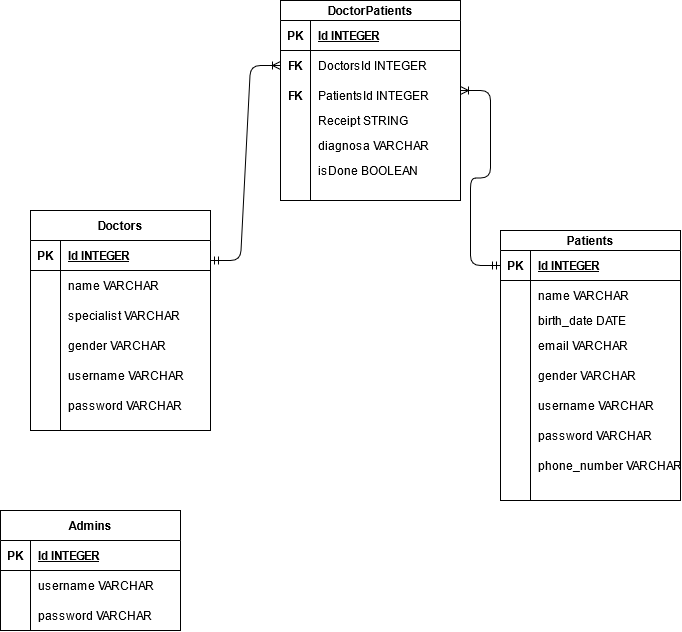 DoctorPatients
PK Id INTEGER
FK DoctorsId INTEGER
FK PatientsId INTEGER
Receipt STRING
diagnosa VARCHAR
isDone BOOLEAN
Doctors
PK Id INTEGER
name VARCHAR
specialist VARCHAR
gender VARCHAR
username VARCHAR
password VARCHAR
Patients
PK Id INTEGER
name VARCHAR
birth_date DATE
email VARCHAR
gender VARCHAR
username VARCHAR
password VARCHAR
phone_number VARCHAR
Admins
PK Id INTEGER
username VARCHAR
password VARCHAR